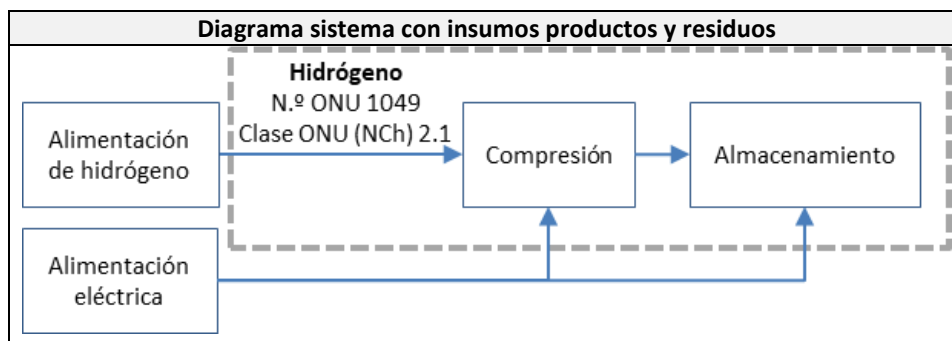 Diagrama sistema con insumos productos y residuos
Hidrógeno
N.º ONU 1049
Clase ONU (NCh) 2.1
Alimentación
de hidrógeno
Compresión
Almacenamiento
Alimentación
eléctrica